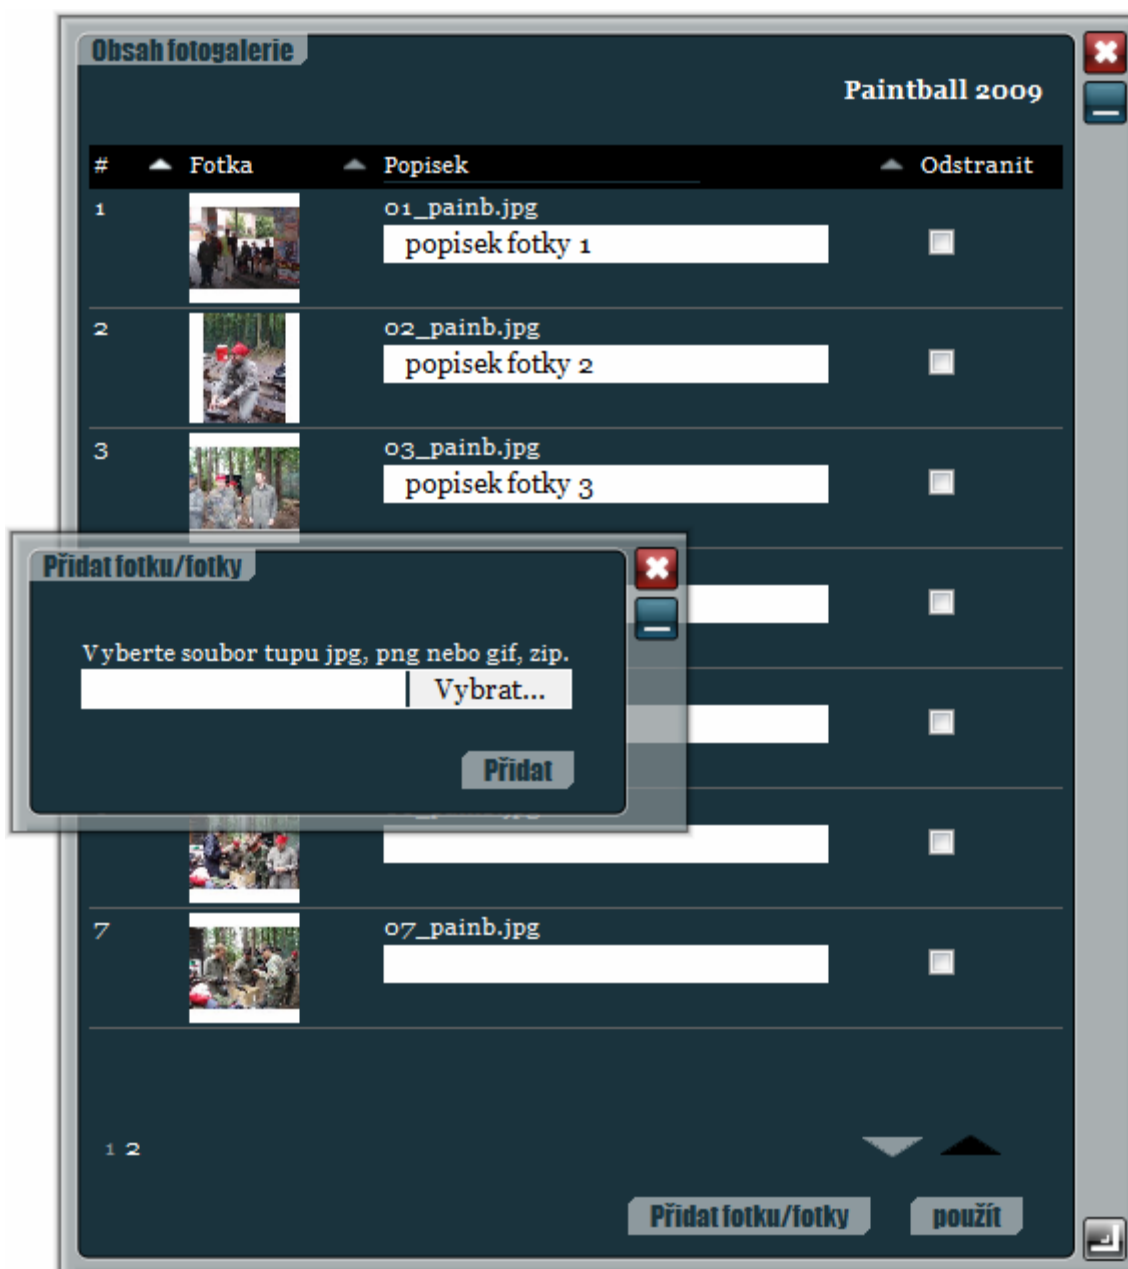 Obsah fotogalerie
Paintball 2009
# Fotka Popisek Odstranit
1 01_painb.jpg
popisek fotky 1
2 02_painb.jpg
popisek fotky 2
3 03_painb.jpg
popisek fotky 3
Přidat fotku/fotky
Vyberte soubor tupu jpg, png nebo gif, zip.
Vybrat...
Přidat
7 07_painb.jpg
1 2
Přidat fotku/fotky použít